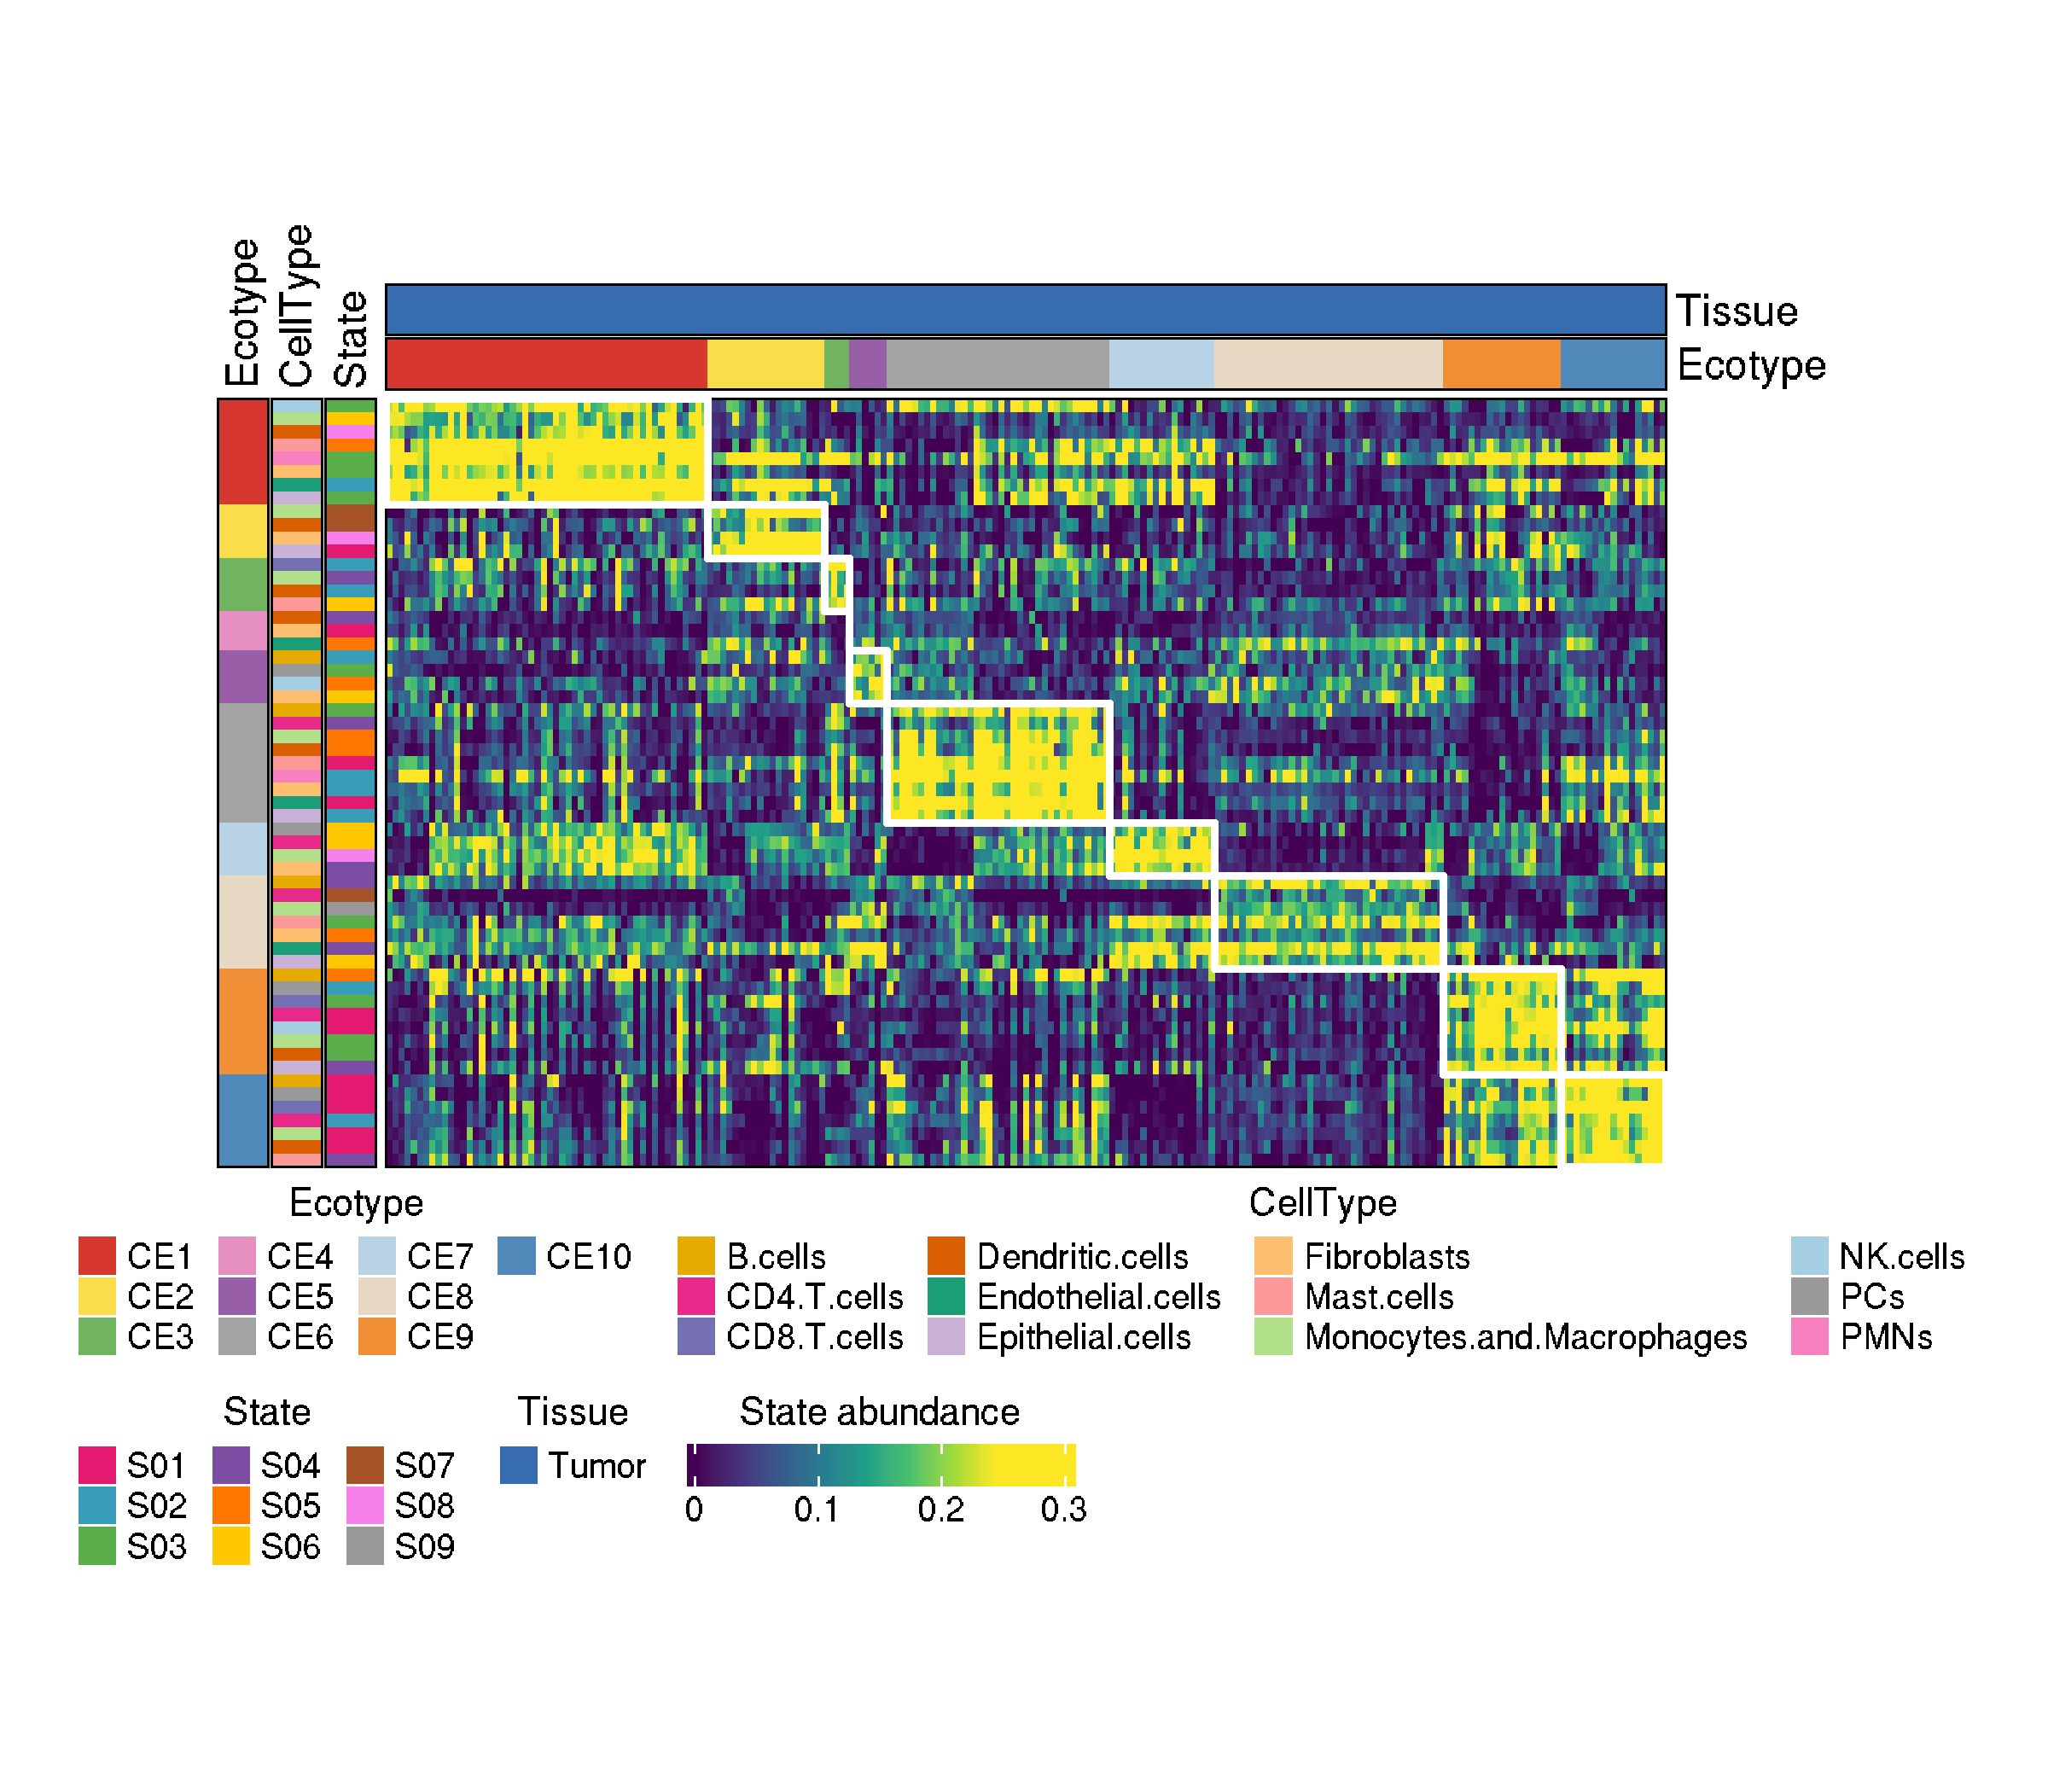 Ecotype
CellType
State
Tissue
Ecotype
Ecotype
CellType
CE1 CE4 CE7 CE10 B.cells Dendritic.cells Fibroblasts NK.cells
CE2 CE5 CE8 CD4.T.cells Endothelial.cells Mast.cells PCs
CE3 CE6 CE9 CD8.T.cells Epithelial.cells Monocytes.and.Macrophages PMNs
State Tissue State abundance
S01 S04 S07 Tumor
S02 S05 S08 0 0.1 0.2 0.3
S03 S06 S09